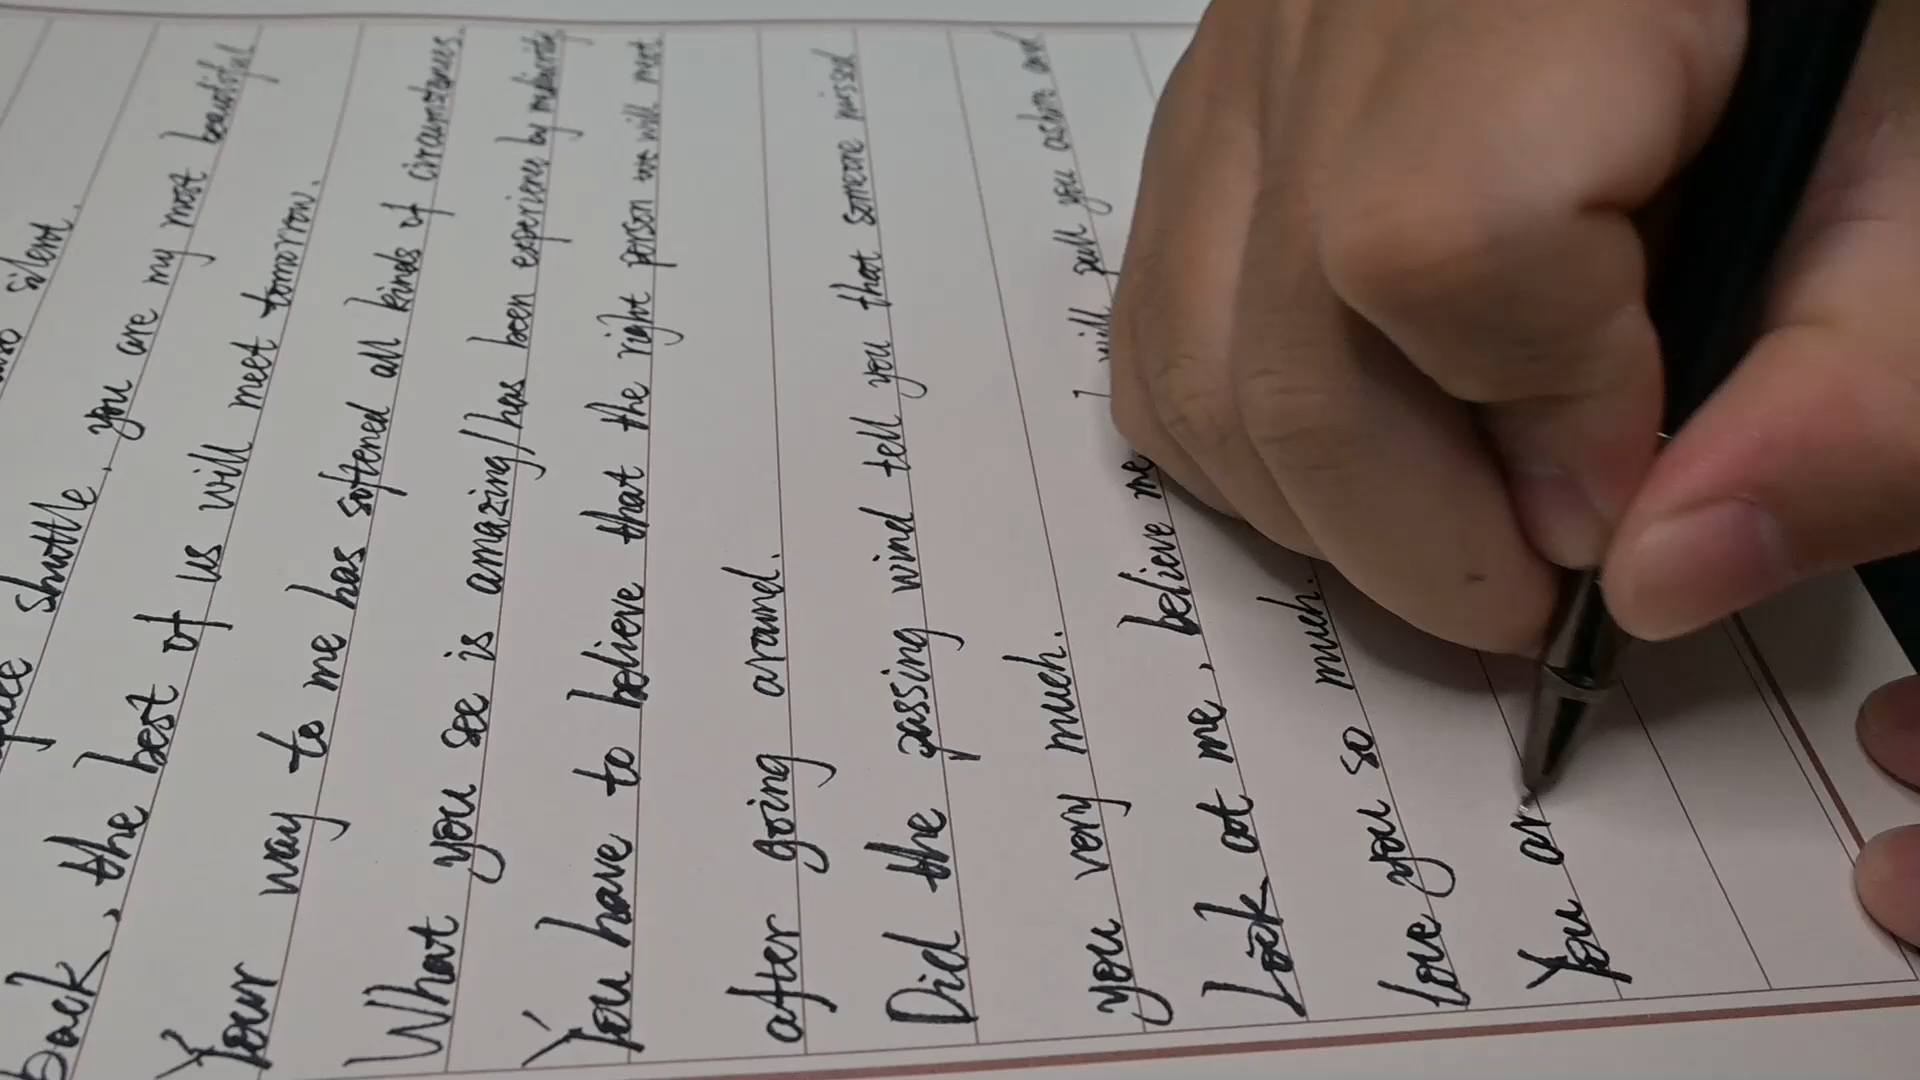 silent.
shuttle, you are my most beautiful
back, the best of us will meet tomorrow.
Your way to me has softened all kinds of circumstances.
What you see is amazing/has been experienced by
You have to believe that the right person we will meet
after going around.
Did the passing wind tell you that someone missed
you very much.
Look at me, believe me I will pull you ashore and
love you so much.
You ar